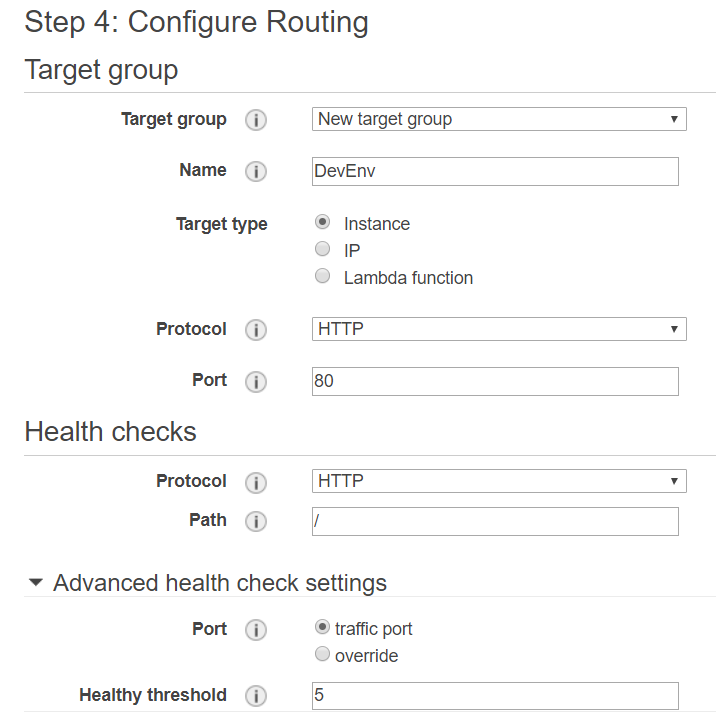 Step 4: Configure Routing
Target group
Target group i New target group
Name i DevEnv
Target type Instance
IP
Lambda function
Protocol i HTTP
Port i 80
Health checks
Protocol i HTTP
Path i /
Advanced health check settings
Port i traffic port
override
Healthy threshold i 5